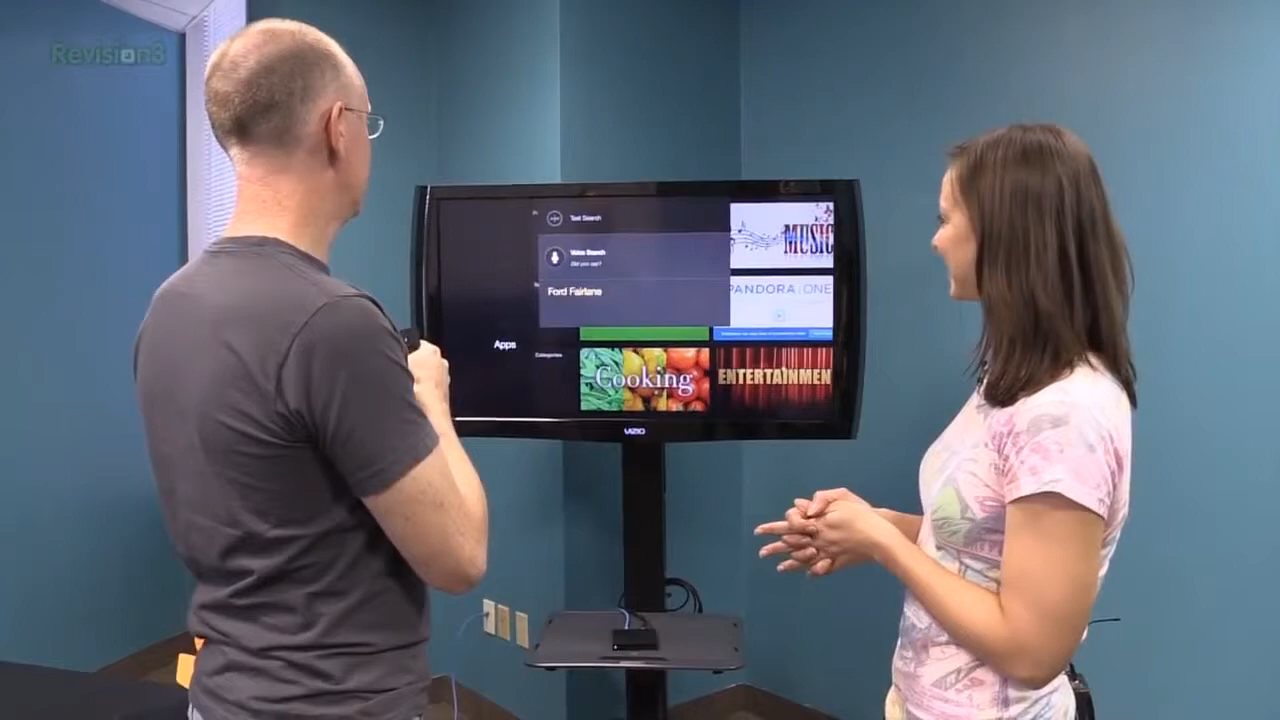 Revision3
Text Search
Voice Search
Did you say?
Ford Fairlane
MUSIC
PANDORA | ONE
Apps
Categories
Cooking
ENTERTAINMEN
VIZIO